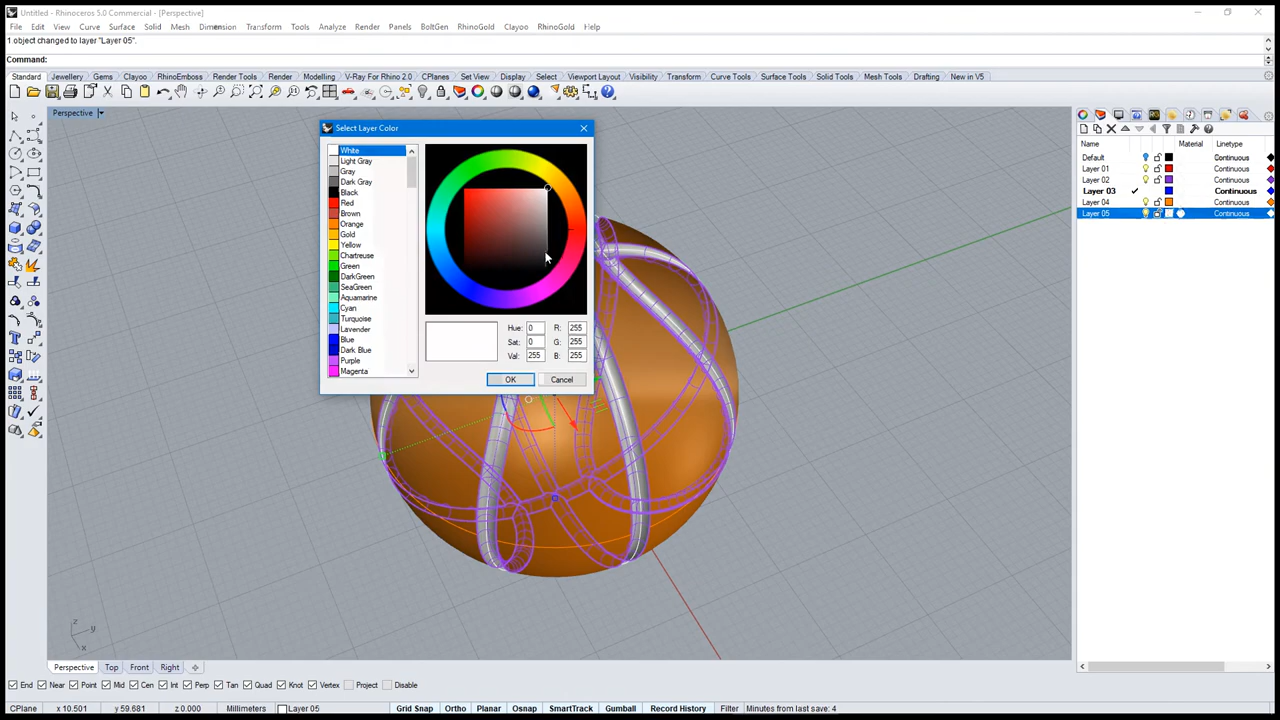 Untitled - Rhinoceros 5.0 Commercial - [Perspective]
File Edit View Curve Surface Solid Mesh Dimension Transform Tools Analyze Render Panels BoltGen RhinoGold Clayoo RhinoGold Help
1 object changed to layer "Layer 05".
Command:
Standard Jewellery Gems Clayoo RhinoEmboss Render Tools Render Modelling V-Ray For Rhino 2.0 CPlanes Set View Display Select Viewport Layout Visibility Transform Curve Tools Surface Tools Solid Tools Mesh Tools Drafting New in V5
Perspective
Select Layer Color
White
Light Gray
Gray
Dark Gray
Black
Red
Brown
Orange
Gold
Yellow
Chartreuse
Green
DarkGreen
SeaGreen
Aquamarine
Cyan
Turquoise
Lavender
Blue
Dark Blue
Purple
Magenta
Hue: 0 R: 255
Sat: 0 G: 255
Val: 255 B: 255
OK Cancel
Name Material Linetype
Default Continuous
Layer 01 Continuous
Layer 02 Continuous
Layer 03 Continuous
Layer 04 Continuous
Layer 05 Continuous
z
y
x
Perspective Top Front Right
End Near Point Mid Cen Int Perp Tan Quad Knot Vertex Project Disable
CPlane x 10.501 y 59.681 z 0.000 Millimeters Layer 05 Grid Snap Ortho Planar Osnap SmartTrack Gumball Record History Filter Minutes from last save: 4